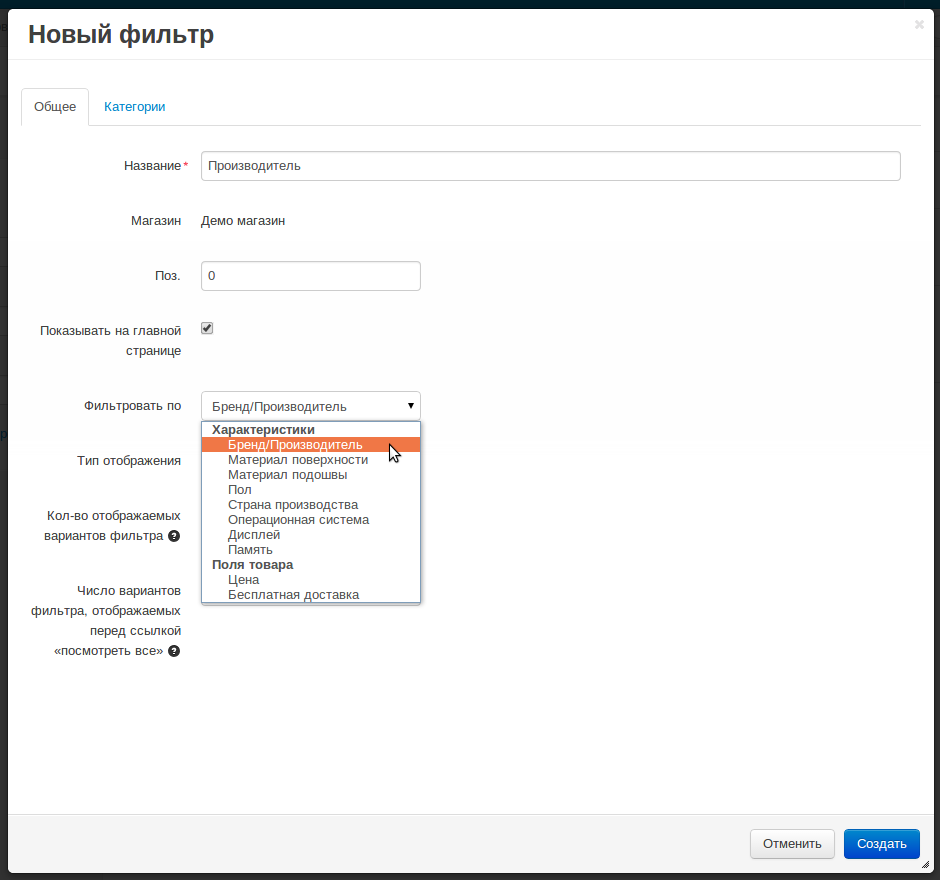 Новый фильтр
×
Общее
Категории
Название*
Производитель
Магазин
Демо магазин
Поз.
0
Показывать на главной
странице
Фильтровать по
Бренд/Производитель
Характеристики
Бренд/Производитель
Материал поверхности
Материал подошвы
Пол
Страна производства
Операционная система
Дисплей
Память
Поля товара
Цена
Бесплатная доставка
Тип отображения
Кол-во отображаемых
вариантов фильтра ?
Число вариантов
фильтра, отображаемых
перед ссылкой
«посмотреть все» ?
Отменить
Создать